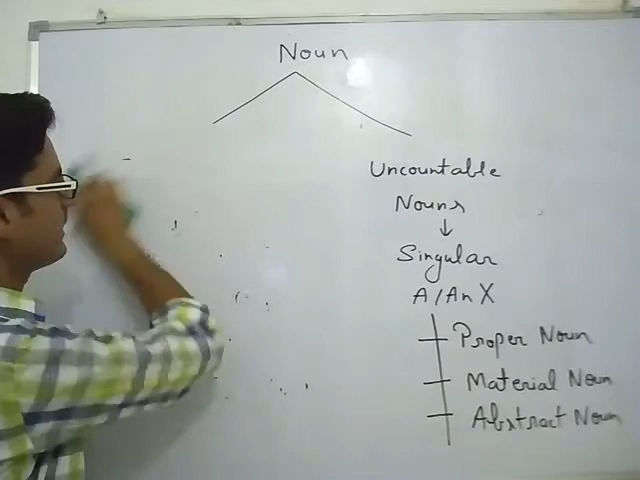 Noun
Uncountable
Nouns
↓
Singular
A/An X
Proper Noun
Material Noun
Abstract Noun